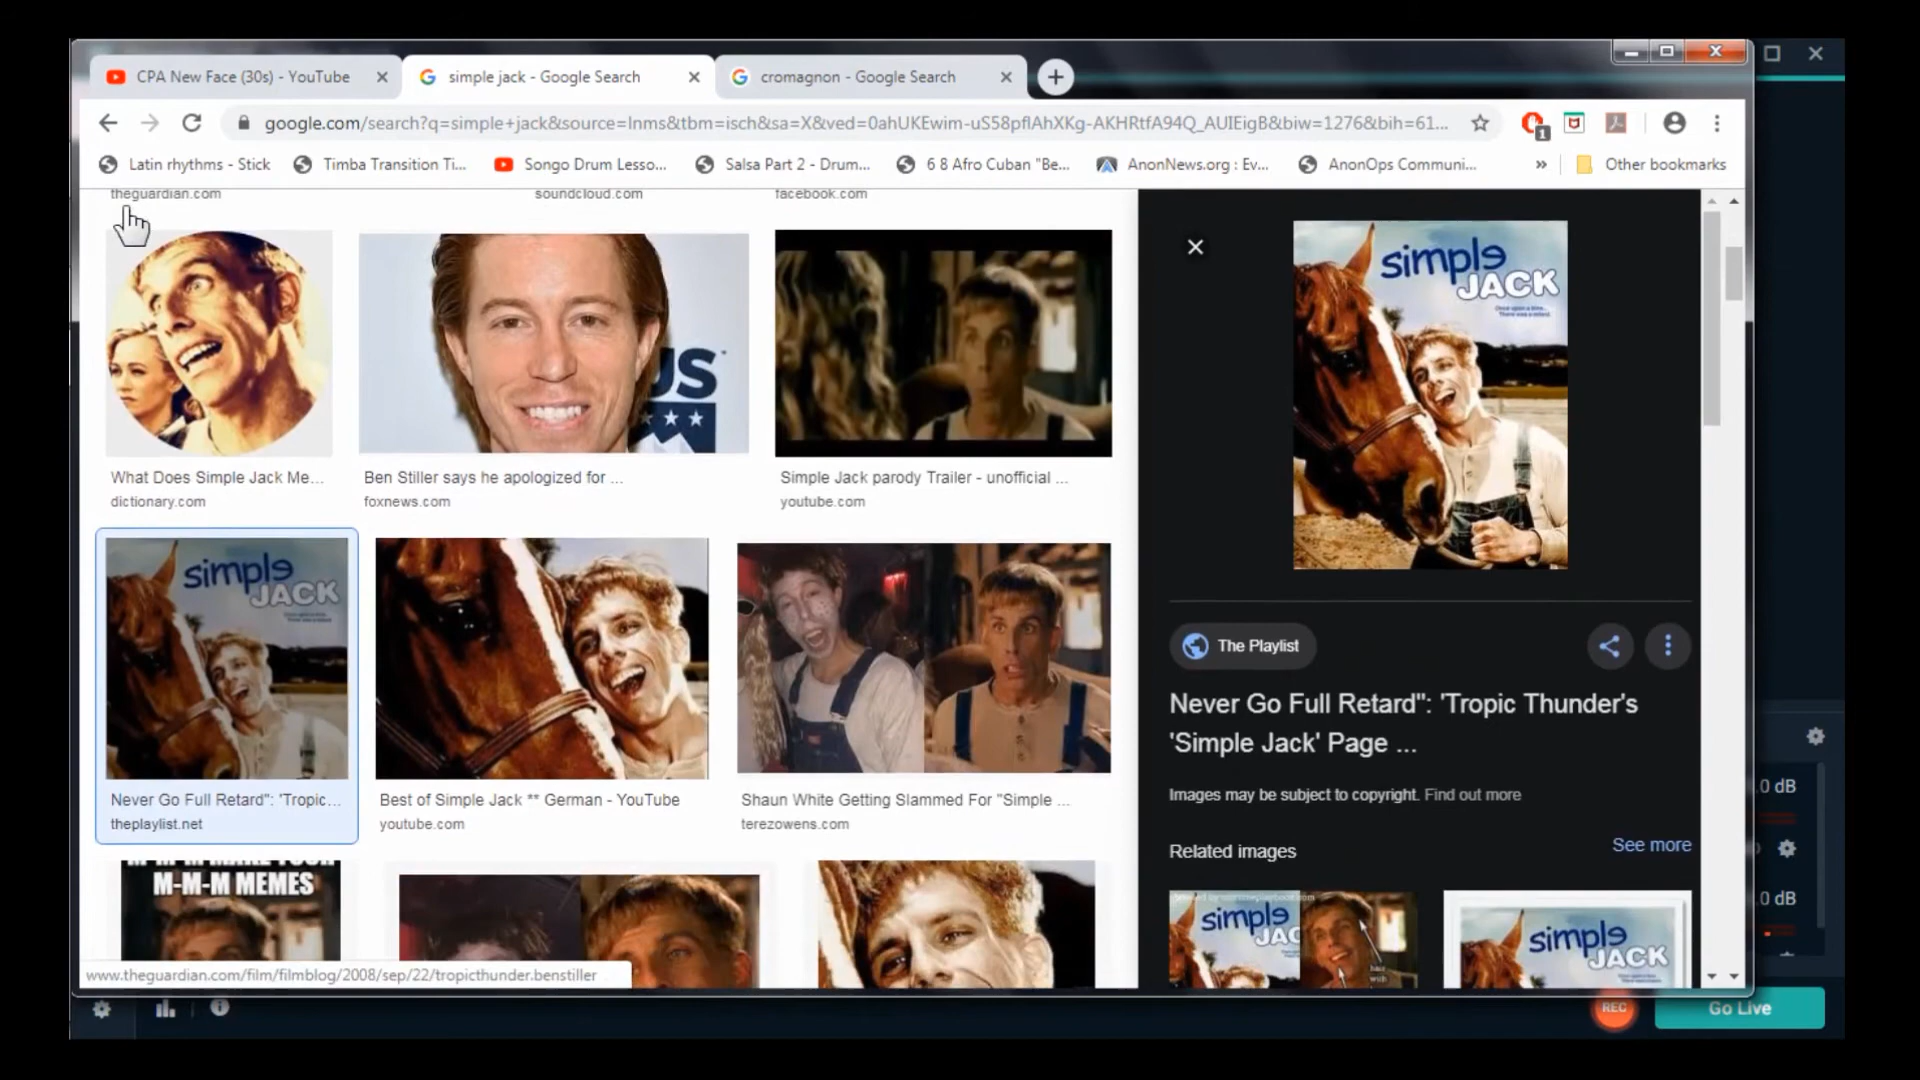 CPA New Face (30s) - YouTube
simple jack - Google Search
cromagnon - Google Search
google.com/search?q=simple+jack&source=lnms&tbm=isch&sa=X&ved=0ahUKEwim-uS58pflAhXKg-AKHRtfA94Q_AUIEigB&biw=1276&bih=61...
1
Latin rhythms - Stick
Timba Transition Ti...
Songo Drum Lesso...
Salsa Part 2 - Drum...
6 8 Afro Cuban "Be...
AnonNews.org : Ev...
AnonOps Communi...
»
Other bookmarks
theguardian.com
soundcloud.com
facebook.com
US
simple
JACK
What Does Simple Jack Me...
dictionary.com
Ben Stiller says he apologized for ...
foxnews.com
Simple Jack parody Trailer - unofficial ...
youtube.com
simple
JACK
The Playlist
Never Go Full Retard": 'Tropic Thunder's
'Simple Jack' Page ...
Images may be subject to copyright. Find out more
Never Go Full Retard": 'Tropic...
theplaylist.net
Best of Simple Jack ** German - YouTube
youtube.com
Shaun White Getting Slammed For "Simple ...
terezowens.com
Related images
See more
.0 dB
.0 dB
M-M-M MEMES
simple
JAC
simple
JACK
www.theguardian.com/film/filmblog/2008/sep/22/tropicthunder.benstiller
REC
Go Live